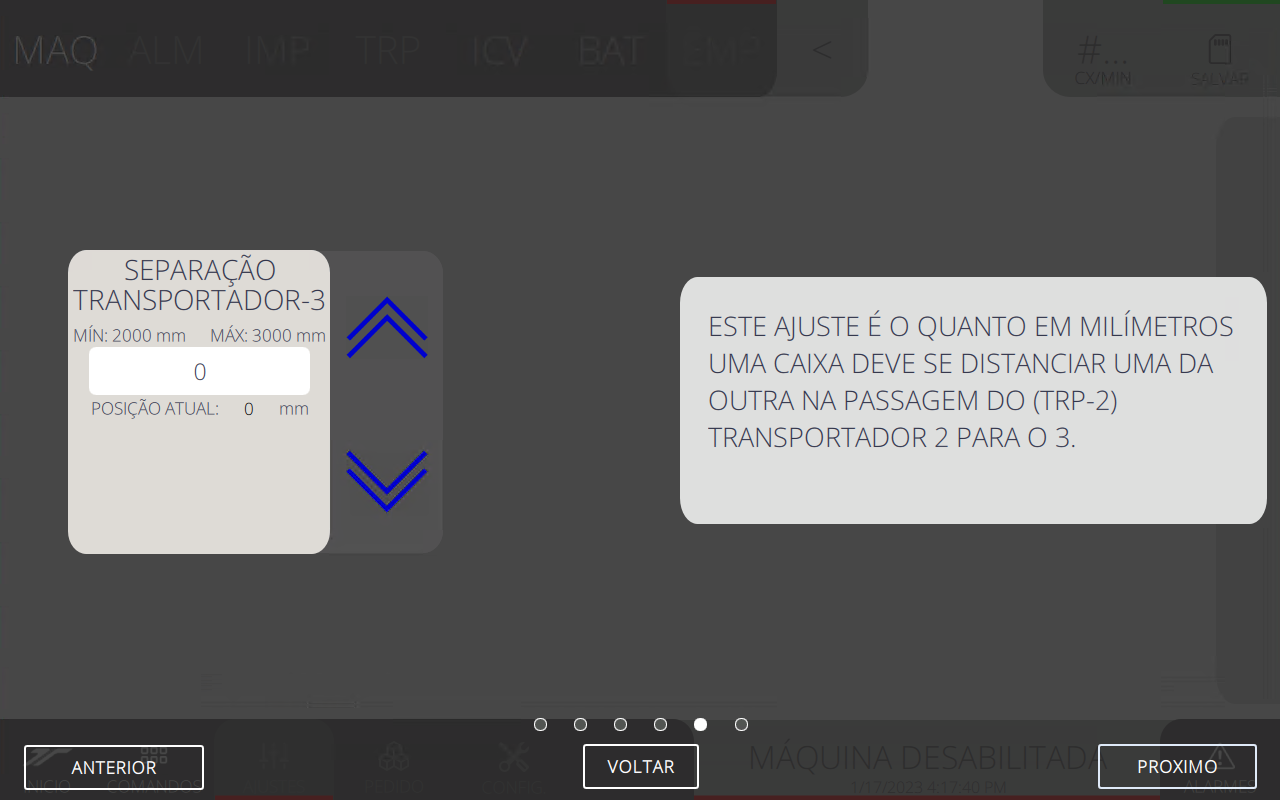 MAQ ALM IMP TRP ICV BAT EMP <
#...
CX/MIN SALVAR
SEPARAÇÃO
TRANSPORTADOR-3
MÍN: 2000 mm MÁX: 3000 mm
0
POSIÇÃO ATUAL: 0 mm
ESTE AJUSTE É O QUANTO EM MILÍMETROS
UMA CAIXA DEVE SE DISTANCIAR UMA DA
OUTRA NA PASSAGEM DO (TRP-2)
TRANSPORTADOR 2 PARA O 3.
MÁQUINA DESABILITADA
ANTERIOR VOLTAR PROXIMO
INICIO COMANDOS CONFIG 1/17/2023 4:17:40 PM ALARMES